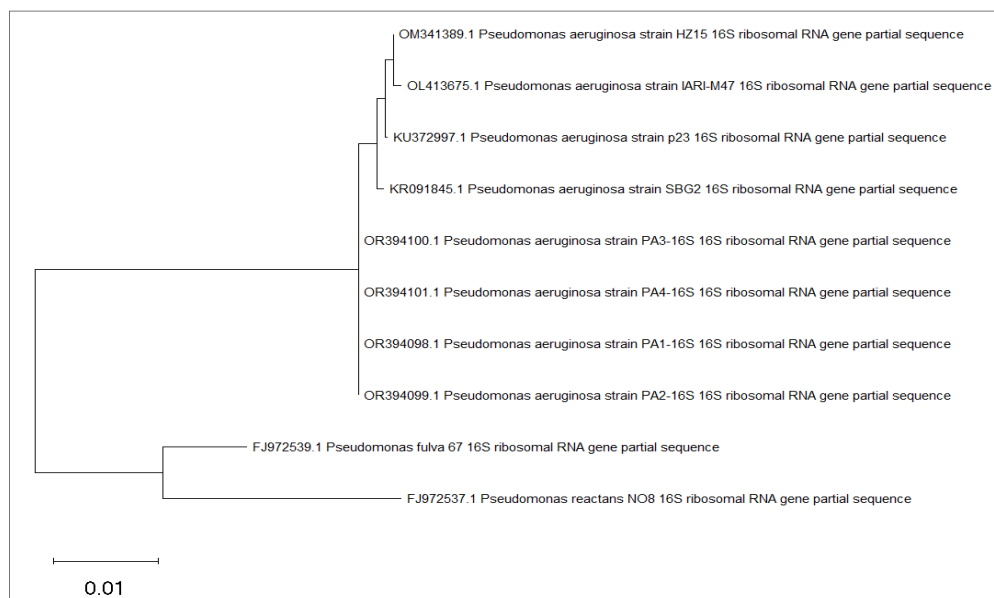 OM341389.1 Pseudomonas aeruginosa strain HZ15 16S ribosomal RNA gene partial sequence
OL413675.1 Pseudomonas aeruginosa strain IARI-M47 16S ribosomal RNA gene partial sequence
KU372997.1 Pseudomonas aeruginosa strain p23 16S ribosomal RNA gene partial sequence
KR091845.1 Pseudomonas aeruginosa strain SBG2 16S ribosomal RNA gene partial sequence
OR394100.1 Pseudomonas aeruginosa strain PA3-16S 16S ribosomal RNA gene partial sequence
OR394101.1 Pseudomonas aeruginosa strain PA4-16S 16S ribosomal RNA gene partial sequence
OR394098.1 Pseudomonas aeruginosa strain PA1-16S 16S ribosomal RNA gene partial sequence
OR394099.1 Pseudomonas aeruginosa strain PA2-16S 16S ribosomal RNA gene partial sequence
FJ972539.1 Pseudomonas fulva 67 16S ribosomal RNA gene partial sequence
FJ972537.1 Pseudomonas reactans NO8 16S ribosomal RNA gene partial sequence
0.01